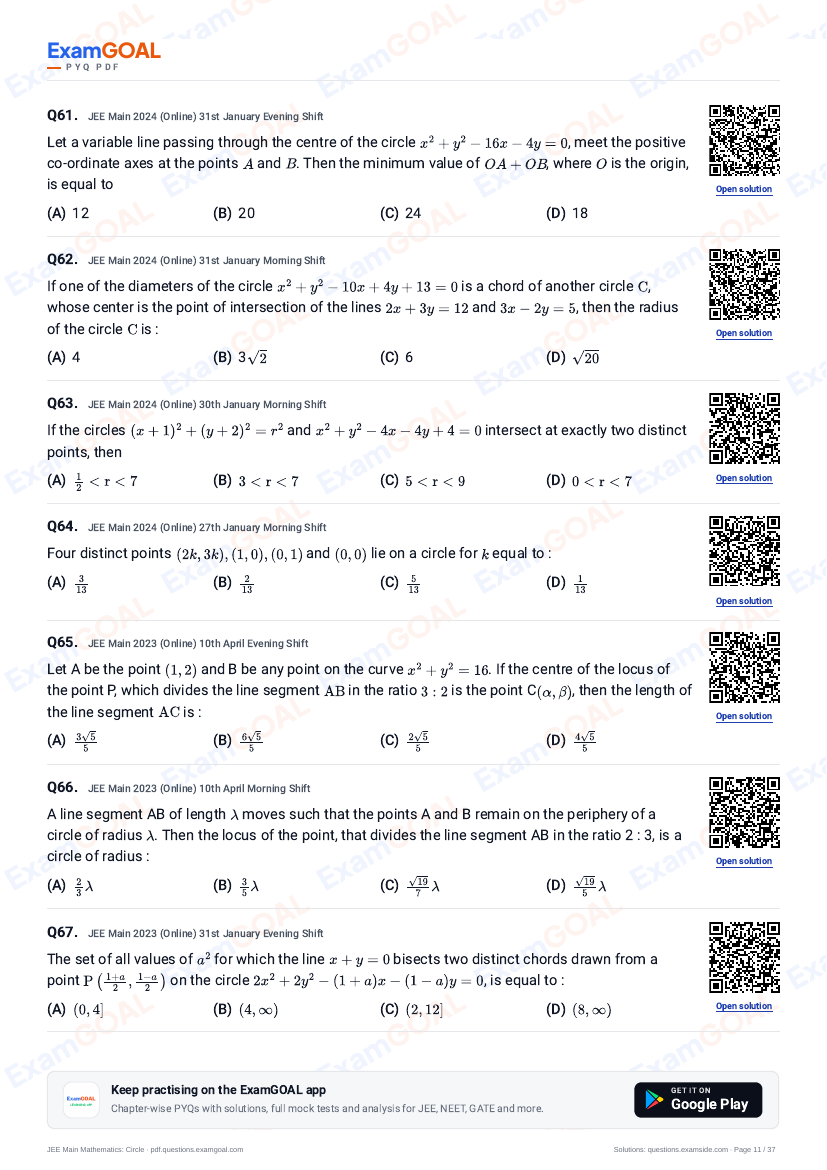 ExamGOAL
PYQ PDF
Q61. JEE Main 2024 (Online) 31st January Evening Shift
Let a variable line passing through the centre of the circle x² + y² − 16x − 4y = 0, meet the positive
co-ordinate axes at the points A and B. Then the minimum value of OA + OB, where O is the origin,
is equal to
(A) 12 (B) 20 (C) 24 (D) 18
Open solution
Q62. JEE Main 2024 (Online) 31st January Morning Shift
If one of the diameters of the circle x² + y² − 10x + 4y + 13 = 0 is a chord of another circle C,
whose center is the point of intersection of the lines 2x + 3y = 12 and 3x − 2y = 5, then the radius
of the circle C is :
(A) 4 (B) 3√2 (C) 6 (D) √20
Open solution
Q63. JEE Main 2024 (Online) 30th January Morning Shift
If the circles (x + 1)² + (y + 2)² = r² and x² + y² − 4x − 4y + 4 = 0 intersect at exactly two distinct
points, then
(A) 1/2 < r < 7 (B) 3 < r < 7 (C) 5 < r < 9 (D) 0 < r < 7
Open solution
Q64. JEE Main 2024 (Online) 27th January Morning Shift
Four distinct points (2k, 3k), (1, 0), (0, 1) and (0, 0) lie on a circle for k equal to :
(A) 3/13 (B) 2/13 (C) 5/13 (D) 1/13
Open solution
Q65. JEE Main 2023 (Online) 10th April Evening Shift
Let A be the point (1, 2) and B be any point on the curve x² + y² = 16. If the centre of the locus of
the point P, which divides the line segment AB in the ratio 3 : 2 is the point C(α, β), then the length of
the line segment AC is :
(A) 3√5/5 (B) 6√5/5 (C) 2√5/5 (D) 4√5/5
Open solution
Q66. JEE Main 2023 (Online) 10th April Morning Shift
A line segment AB of length λ moves such that the points A and B remain on the periphery of a
circle of radius λ. Then the locus of the point, that divides the line segment AB in the ratio 2 : 3, is a
circle of radius :
(A) 2/3 λ (B) 3/5 λ (C) √19/7 λ (D) √19/5 λ
Open solution
Q67. JEE Main 2023 (Online) 31st January Evening Shift
The set of all values of a² for which the line x + y = 0 bisects two distinct chords drawn from a
point P (1+a/2, 1−a/2) on the circle 2x² + 2y² − (1 + a)x − (1 − a)y = 0, is equal to :
(A) (0, 4] (B) (4, ∞) (C) (2, 12] (D) (8, ∞)
Open solution
ExamGOAL
Keep practising on the ExamGOAL app
Chapter-wise PYQs with solutions, full mock tests and analysis for JEE, NEET, GATE and more.
GET IT ON
Google Play
JEE Main Mathematics: Circle · pdf.questions.examgoal.com
Solutions: questions.examside.com · Page 11 / 37